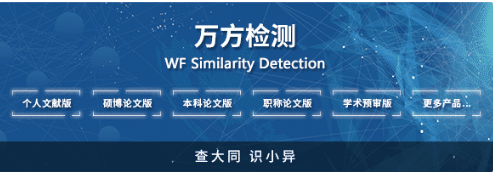 万方检测
WF Similarity Detection
个人文献版 硕博论文版 本科论文版 职称论文版 学术预审版 更多产品...
查大同 识小异